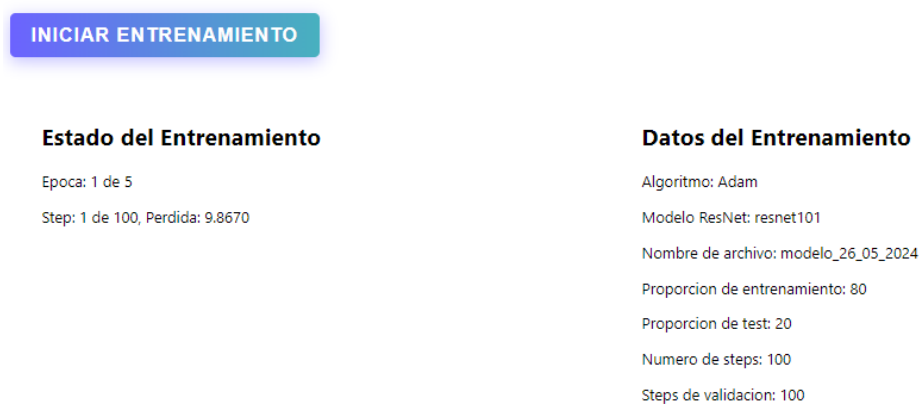 INICIAR ENTRENAMIENTO
Estado del Entrenamiento
Epoca: 1 de 5
Step: 1 de 100, Perdida: 9.8670
Datos del Entrenamiento
Algoritmo: Adam
Modelo ResNet: resnet101
Nombre de archivo: modelo_26_05_2024
Proporcion de entrenamiento: 80
Proporcion de test: 20
Numero de steps: 100
Steps de validacion: 100